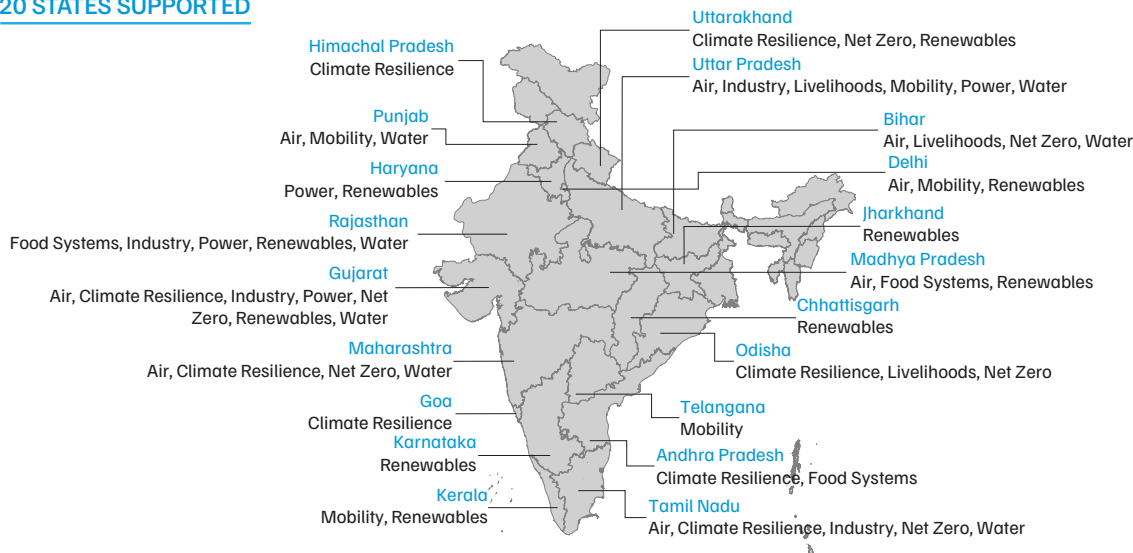 20 STATES SUPPORTED
Himachal Pradesh
Climate Resilience
Punjab
Air, Mobility, Water
Haryana
Power, Renewables
Rajasthan
Food Systems, Industry, Power, Renewables, Water
Gujarat
Air, Climate Resilience, Industry, Power, Net
Zero, Renewables, Water
Maharashtra
Air, Climate Resilience, Net Zero, Water
Goa
Climate Resilience
Karnataka
Renewables
Kerala
Mobility, Renewables
Uttarakhand
Climate Resilience, Net Zero, Renewables
Uttar Pradesh
Air, Industry, Livelihoods, Mobility, Power, Water
Bihar
Air, Livelihoods, Net Zero, Water
Delhi
Air, Mobility, Renewables
Jharkhand
Renewables
Madhya Pradesh
Air, Food Systems, Renewables
Chhattisgarh
Renewables
Odisha
Climate Resilience, Livelihoods, Net Zero
Telangana
Mobility
Andhra Pradesh
Climate Resilience, Food Systems
Tamil Nadu
Air, Climate Resilience, Industry, Net Zero, Water